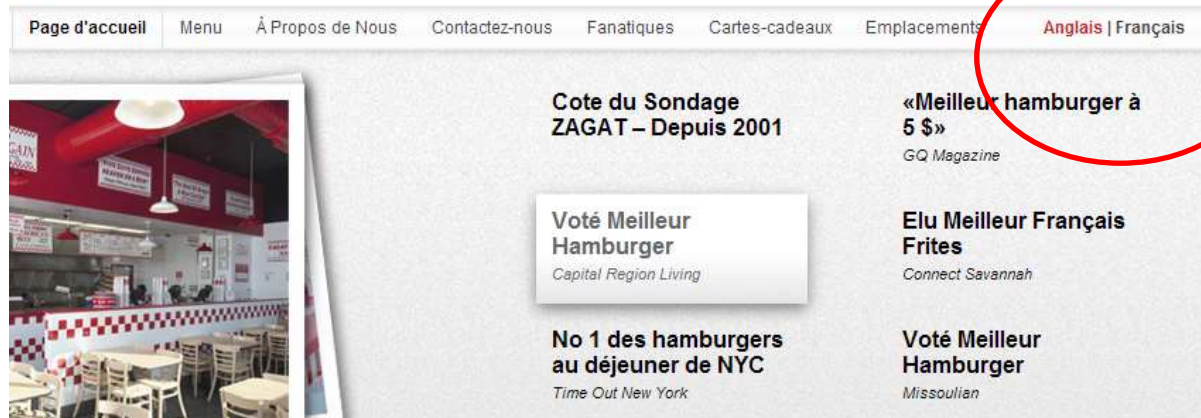 Page d'accueil Menu À Propos de Nous Contactez-nous Fanatiques Cartes-cadeaux Emplacements Anglais | Français
Cote du Sondage
ZAGAT – Depuis 2001
«Meilleur hamburger à
5 $»
GQ Magazine
Voté Meilleur
Hamburger
Capital Region Living
Elu Meilleur Français
Frites
Connect Savannah
No 1 des hamburgers
au déjeuner de NYC
Time Out New York
Voté Meilleur
Hamburger
Missoulian